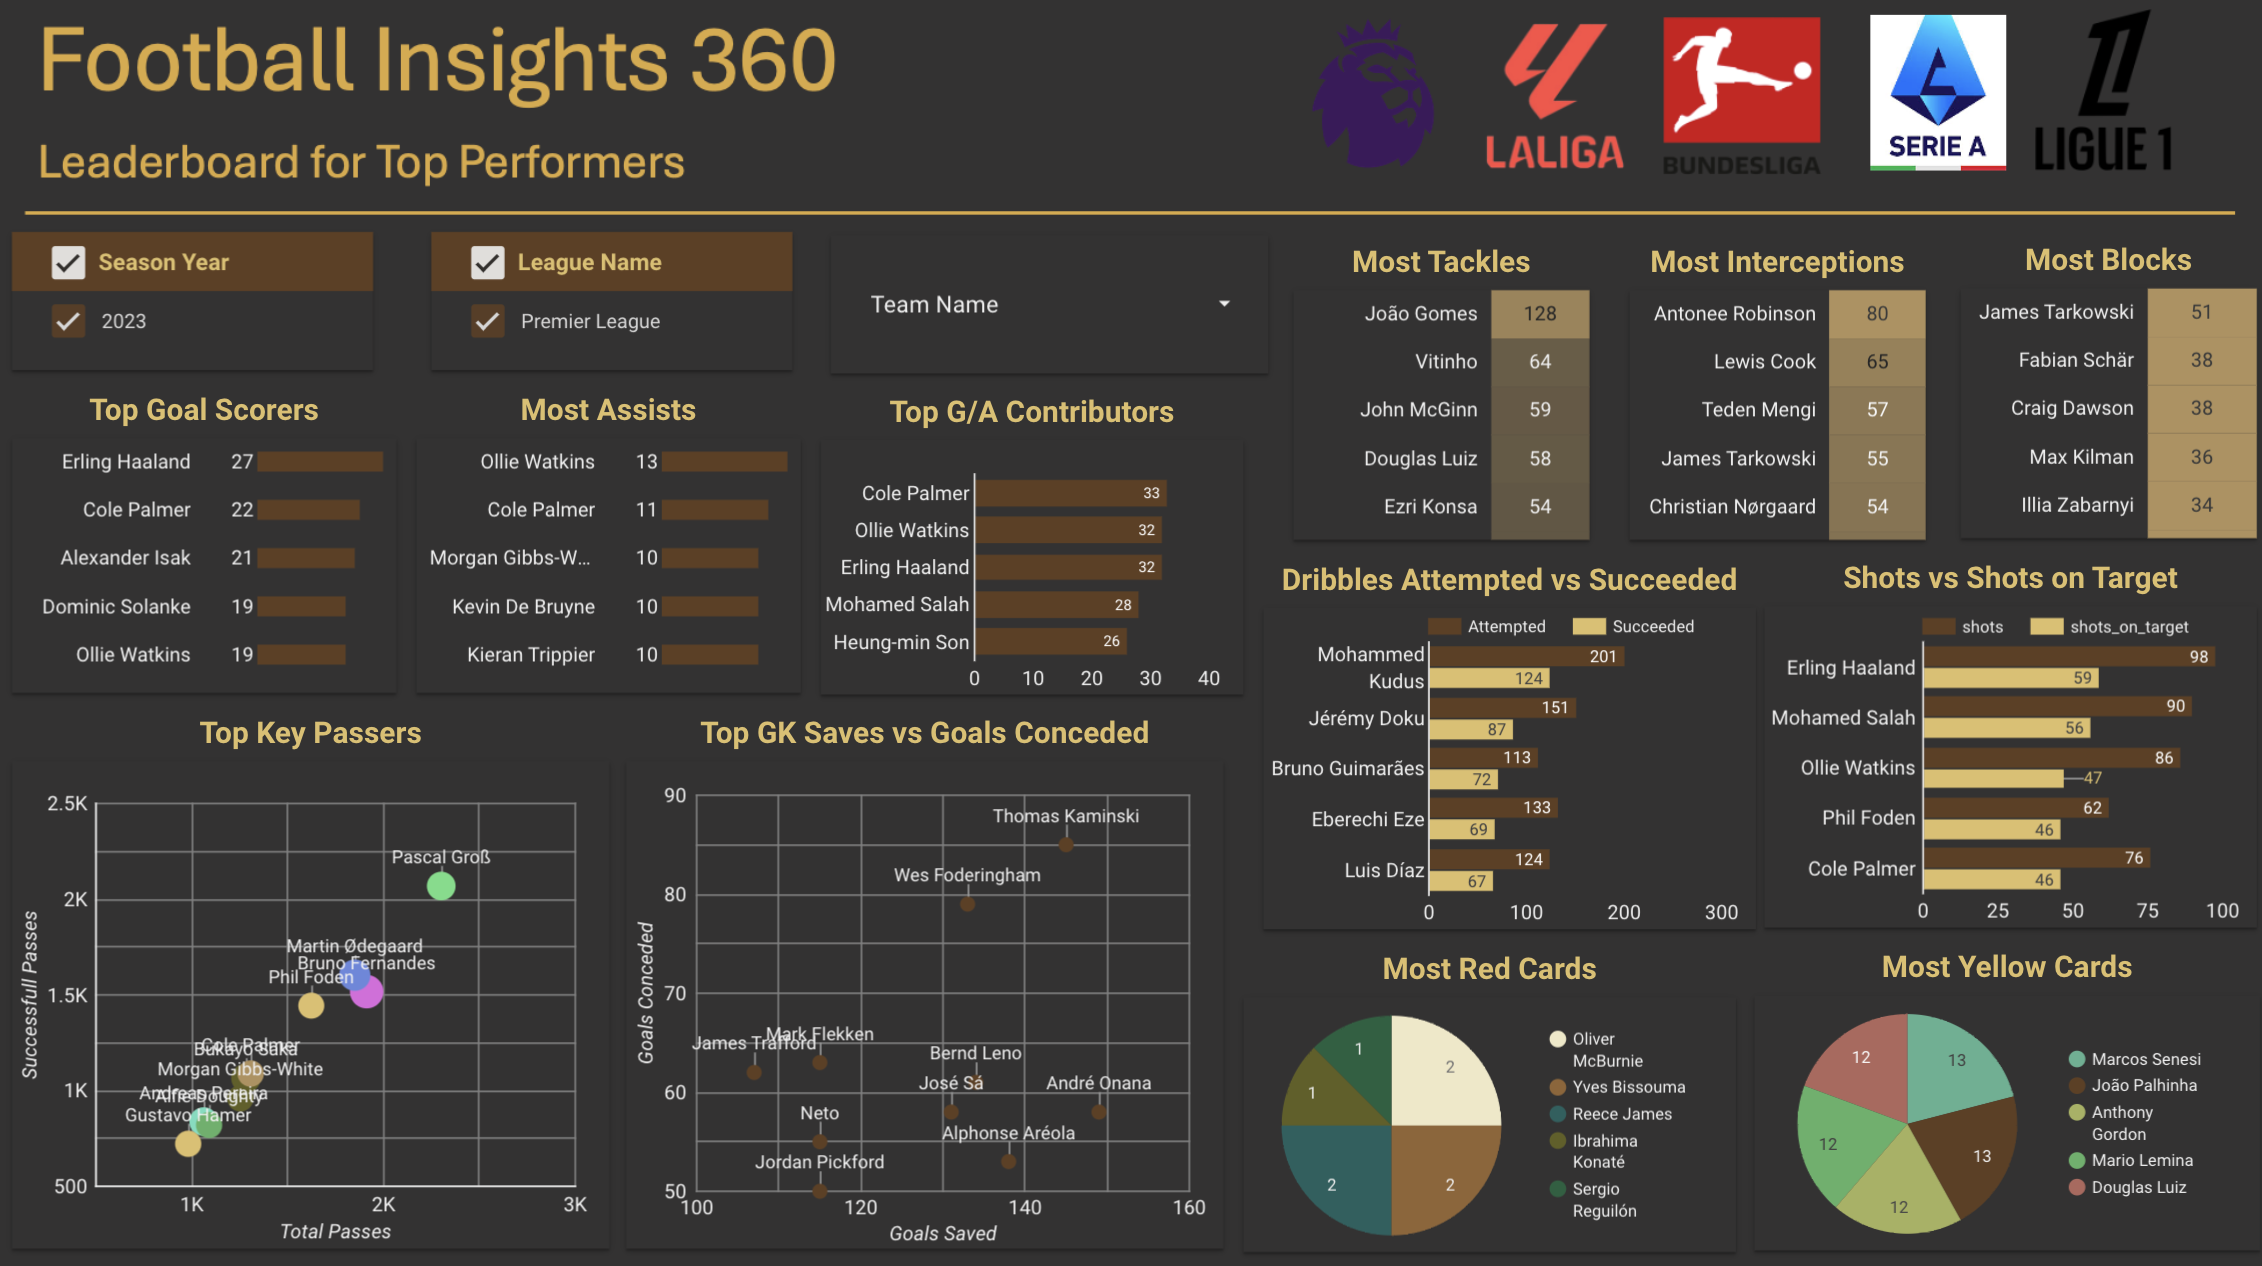 Football Insights 360
Leaderboard for Top Performers
LALIGA
BUNDESLIGA
SERIE A
LIGUE 1
Season Year
2023
League Name
Premier League
Team Name
Most Tackles
João Gomes 128
Vitinho 64
John McGinn 59
Douglas Luiz 58
Ezri Konsa 54
Most Interceptions
Antonee Robinson 80
Lewis Cook 65
Teden Mengi 57
James Tarkowski 55
Christian Nørgaard 54
Most Blocks
James Tarkowski 51
Fabian Schär 38
Craig Dawson 38
Max Kilman 36
Illia Zabarnyi 34
Top Goal Scorers
Erling Haaland 27
Cole Palmer 22
Alexander Isak 21
Dominic Solanke 19
Ollie Watkins 19
Most Assists
Ollie Watkins 13
Cole Palmer 11
Morgan Gibbs-W... 10
Kevin De Bruyne 10
Kieran Trippier 10
Top G/A Contributors
Cole Palmer 33
Ollie Watkins 32
Erling Haaland 32
Mohamed Salah 28
Heung-min Son 26
0 10 20 30 40
Dribbles Attempted vs Succeeded
Attempted Succeeded
Mohammed
Kudus
201
124
Jérémy Doku
151
87
Bruno Guimarães
113
72
Eberechi Eze
133
69
Luis Díaz
124
67
0 100 200 300
Shots vs Shots on Target
shots shots_on_target
Erling Haaland
98
59
Mohamed Salah
90
56
Ollie Watkins
86
47
Phil Foden
62
46
Cole Palmer
76
46
0 25 50 75 100
Top Key Passers
Successfull Passes
2.5K
2K
1.5K
1K
500
Pascal Groß
Martin Ødegaard
Bruno Fernandes
Phil Foden
Cole Palmer
Bukayo Saka
Morgan Gibbs-White
Andreas Pereira
Alfie Doughty
Gustavo Hamer
1K 2K 3K
Total Passes
Top GK Saves vs Goals Conceded
Goals Conceded
90
80
70
60
50
Thomas Kaminski
Wes Foderingham
Mark Flekken
James Trafford
Bernd Leno
José Sá
André Onana
Neto
Alphonse Aréola
Jordan Pickford
100 120 140 160
Goals Saved
Most Red Cards
2
2
2
1
1
Oliver
McBurnie
Yves Bissouma
Reece James
Ibrahima
Konaté
Sergio
Reguilón
Most Yellow Cards
13
13
12
12
12
Marcos Senesi
João Palhinha
Anthony
Gordon
Mario Lemina
Douglas Luiz